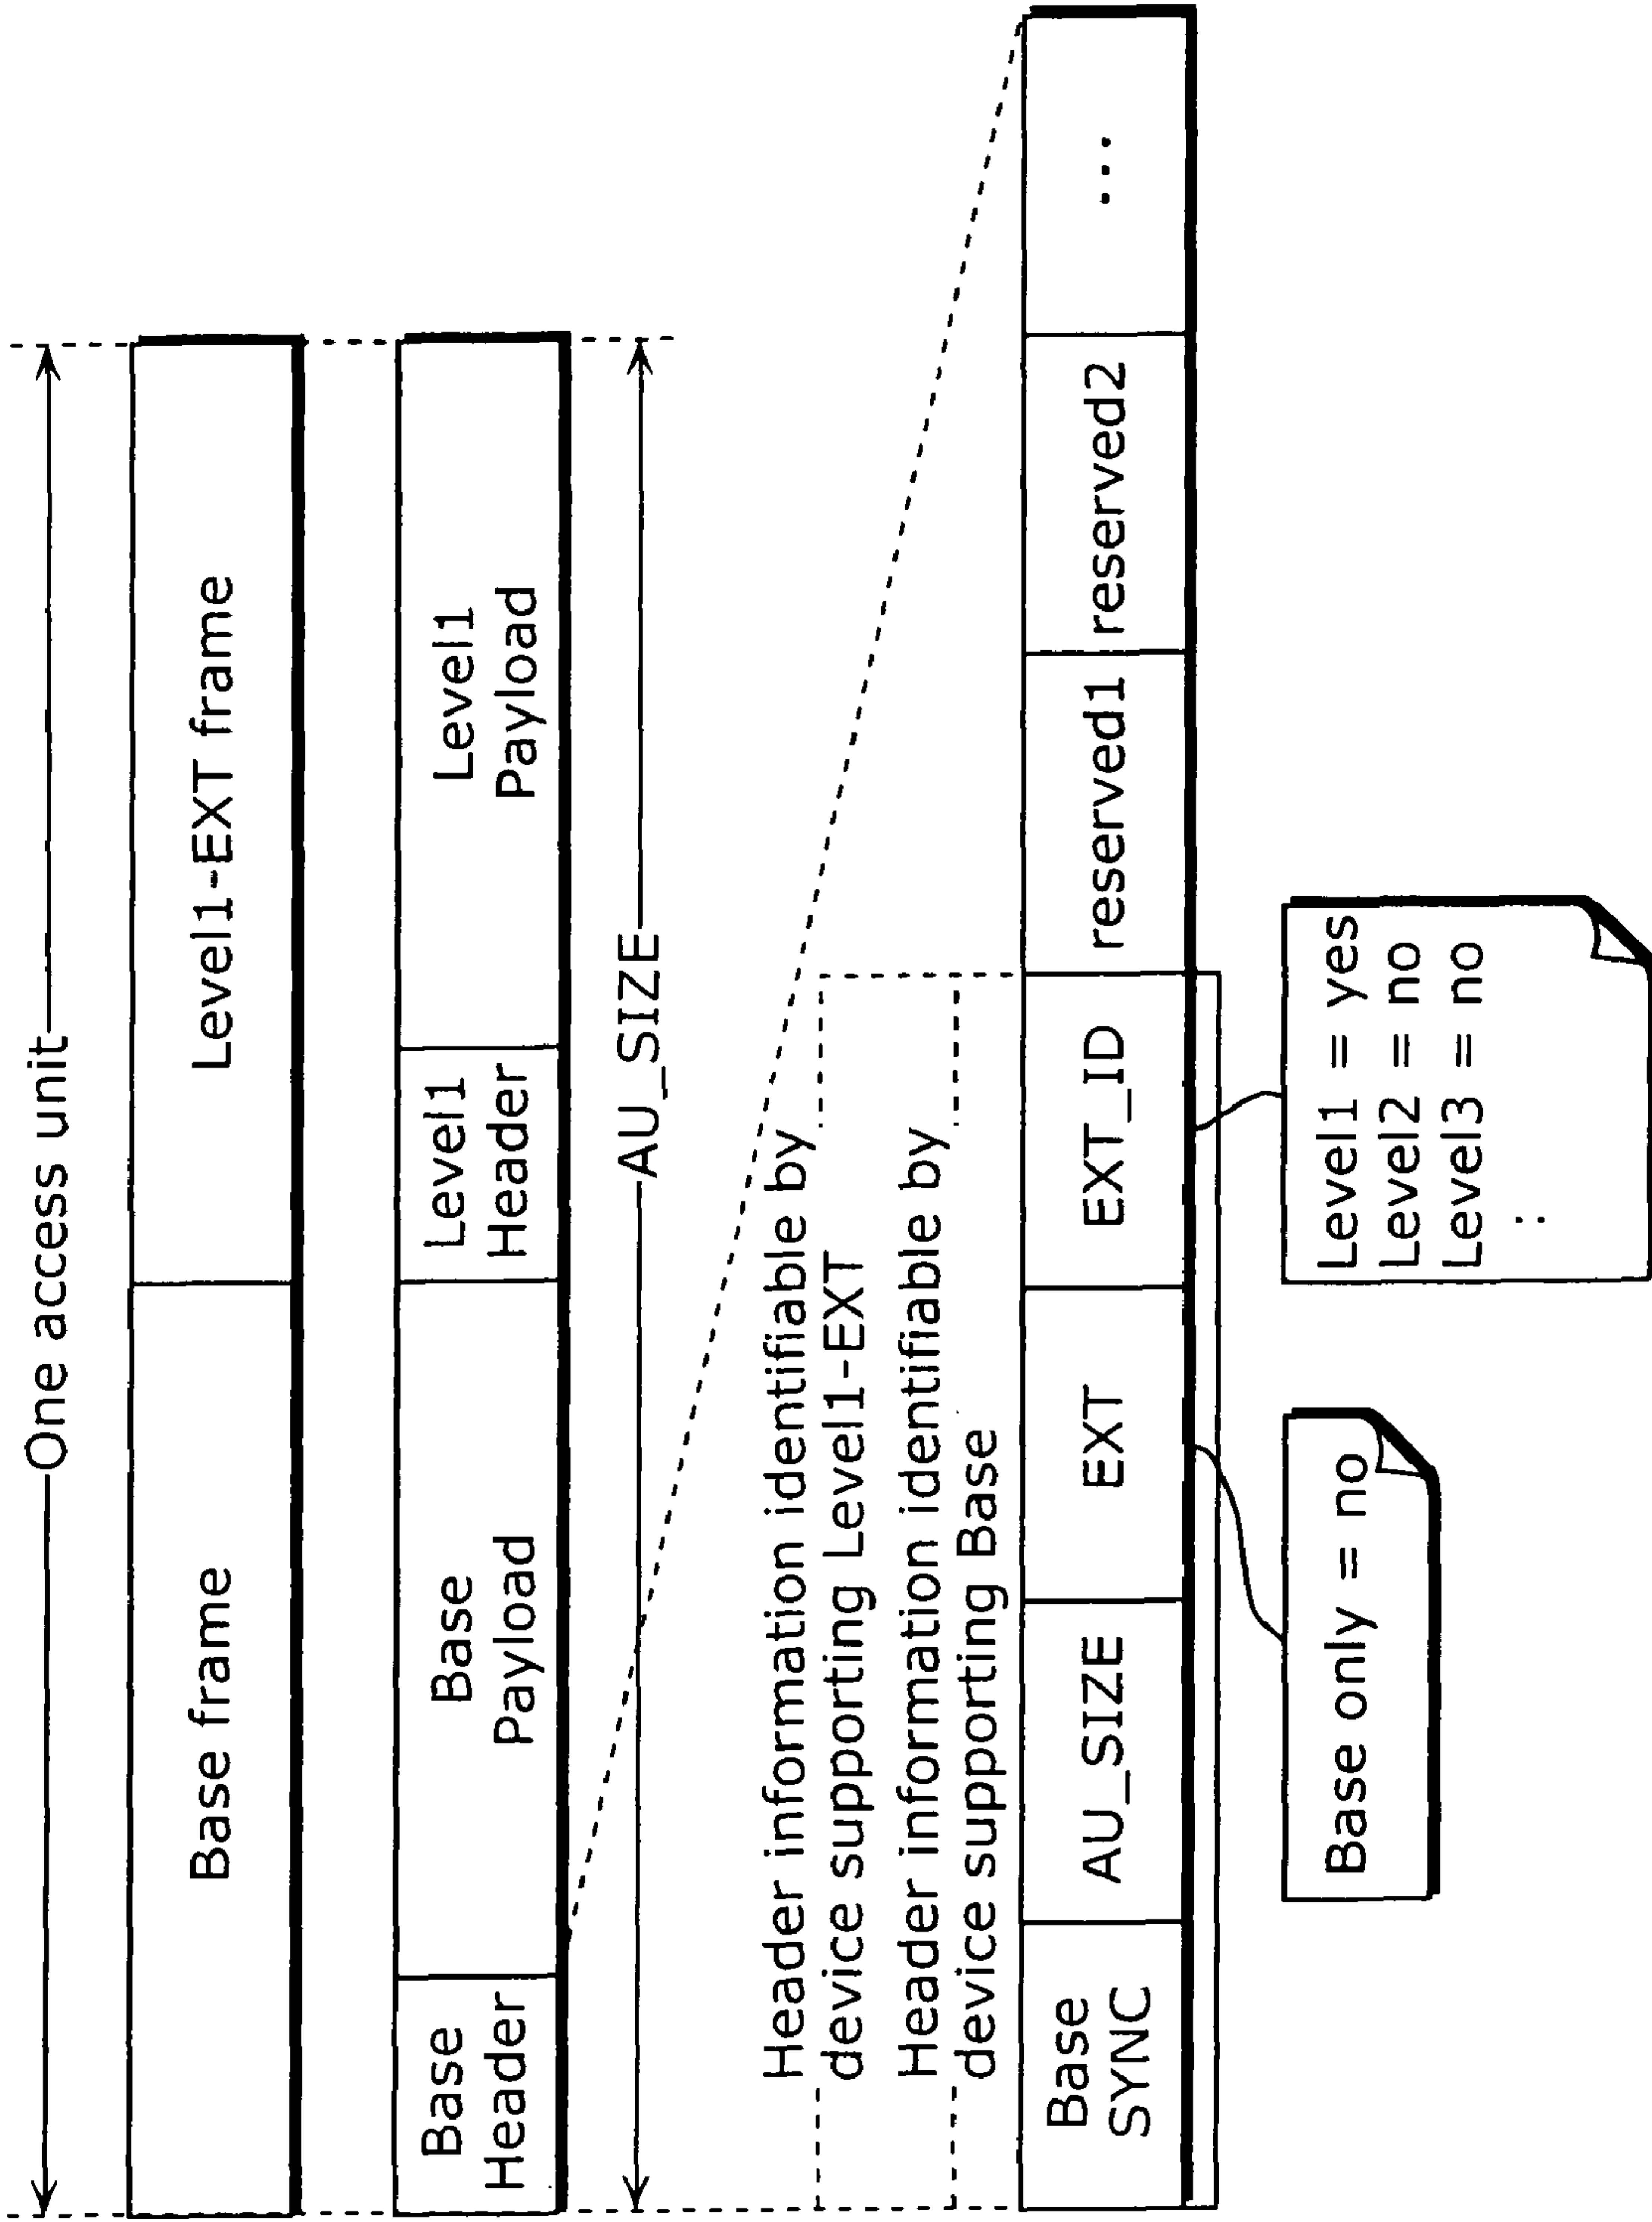 One access unit
Base frame
Level1-EXT frame
Base
Header
Base
Payload
Level1
Header
Level1
Payload
AU_SIZE
Header information identifiable by
device supporting Level1-EXT
Header information identifiable by
device supporting Base
Base
SYNC
AU_SIZE
EXT
EXT_ID
reserved1
reserved2
...
Base only = no
Level1 = yes
Level2 = no
Level3 = no
: